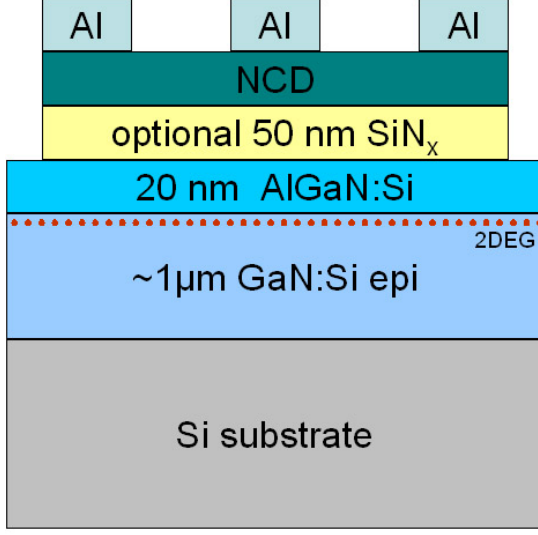 Al Al Al
NCD
optional 50 nm SiNx
20 nm AlGaN:Si
2DEG
~1µm GaN:Si epi
Si substrate